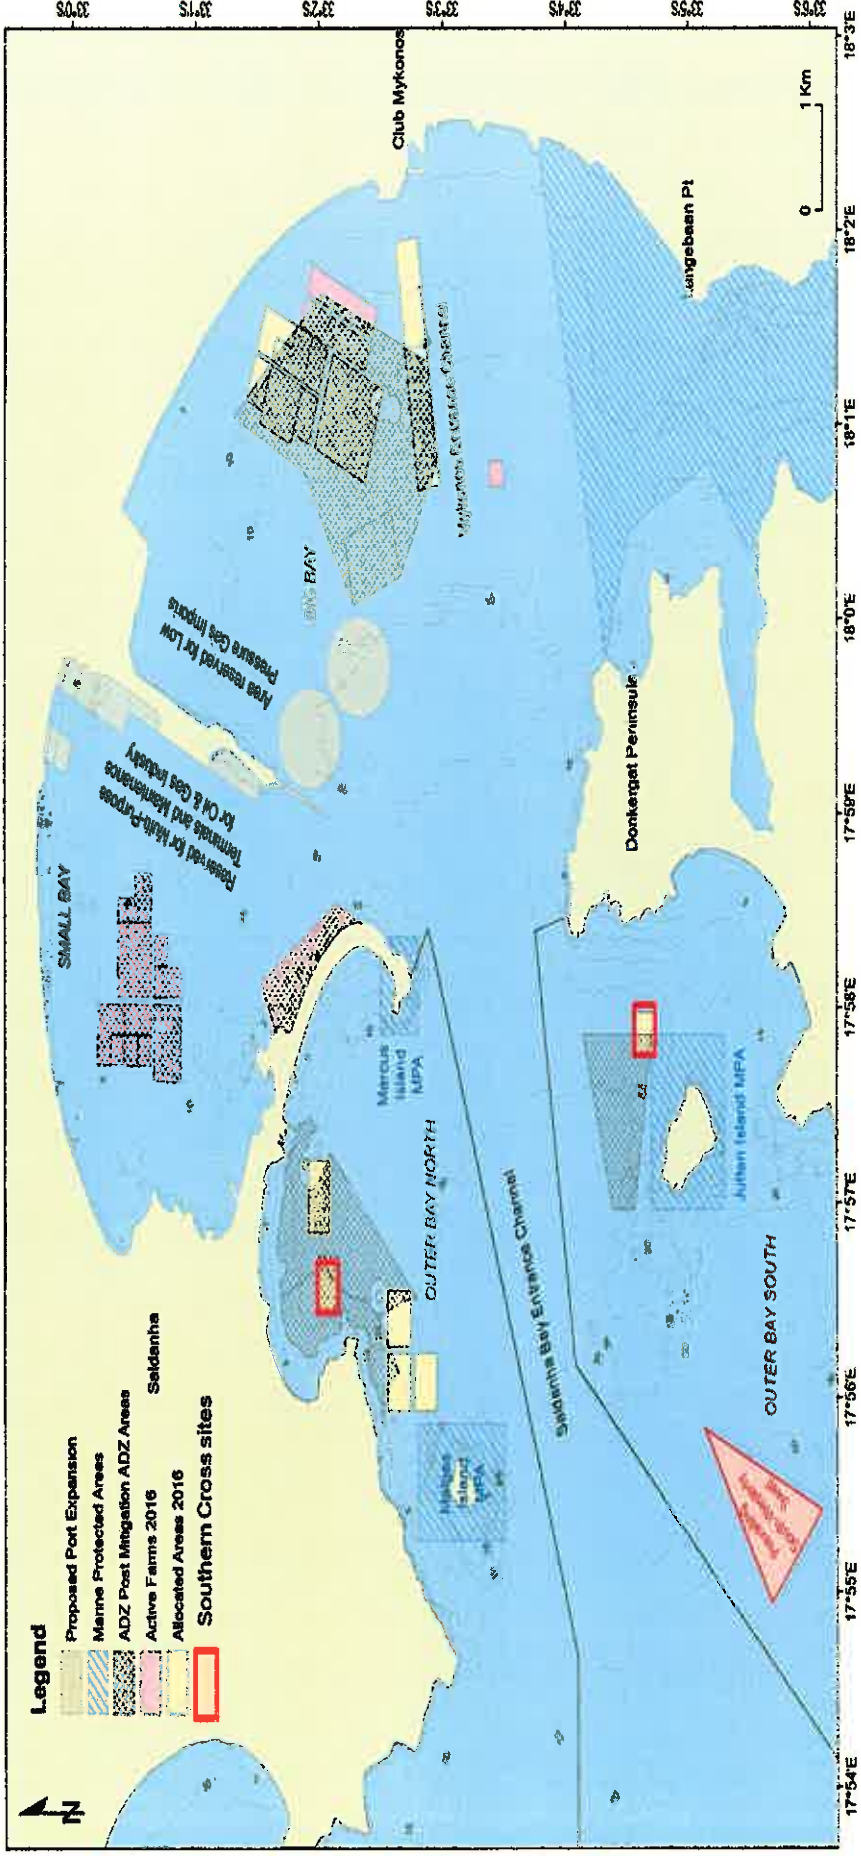 Legend
Proposed Port Expansion
Marine Protected Areas
ADZ Post Mitigation ADZ Areas
Active Farms 2016
Allocated Areas 2016
Southern Cross sites
N
Saldanha
SMALL BAY
Reserved for Multi-Purpose
Terminals and Maintenance
for Oil & Gas Industry
Area reserved for Low
Pressure Gas Imports
BIG BAY
Club Mykonos
Mykonos Entrance Channel
Langebaan Pt
Marcus
Island
MPA
OUTER BAY NORTH
Malgas
Island
MPA
Saldanha Bay Entrance Channel
Donkergat Peninsula
Jutten Island MPA
OUTER BAY SOUTH
0 1 Km
17°54'E
17°55'E
17°56'E
17°57'E
17°58'E
17°59'E
18°0'E
18°1'E
18°2'E
18°3'E
33°0'S
33°1'S
33°2'S
33°3'S
33°4'S
33°5'S
33°6'S